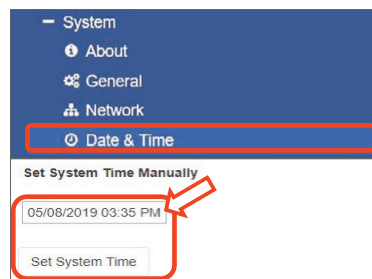 − System
About
General
Network
Date & Time
Set System Time Manually
05/08/2019 03:35 PM
Set System Time